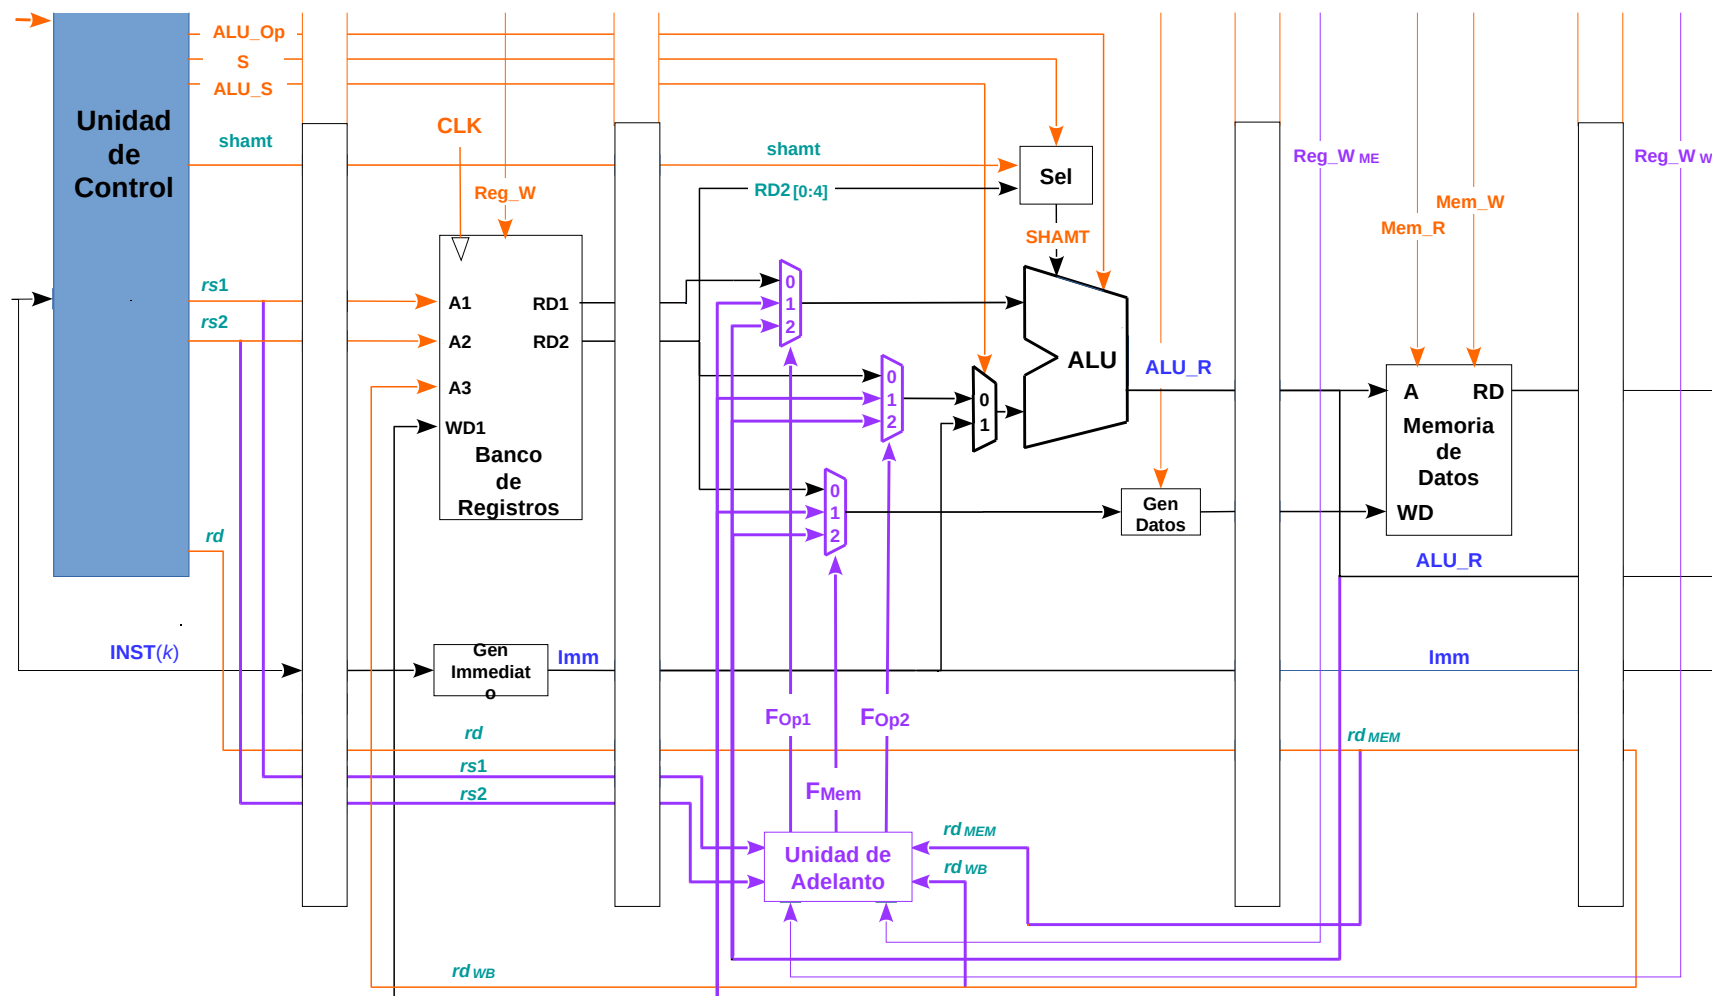 ALU_Op
S
ALU_S
Unidad
de
Control
shamt
CLK
shamt
Reg_W
RD2 [0:4]
Sel
SHAMT
Reg_W ME
Reg_W W
Mem_W
Mem_R
rs1
rs2
A1
A2
A3
WD1
RD1
RD2
Banco
de
Registros
0
1
2
0
1
2
0
1
2
0
1
ALU
ALU_R
A
RD
Memoria
de
Datos
WD
Gen
Datos
ALU_R
rd
INST(k)
Gen
Immediat
o
Imm
Imm
FOp1
FOp2
FMem
rd
rs1
rs2
rd MEM
Unidad de
Adelanto
rd MEM
rd WB
rd WB